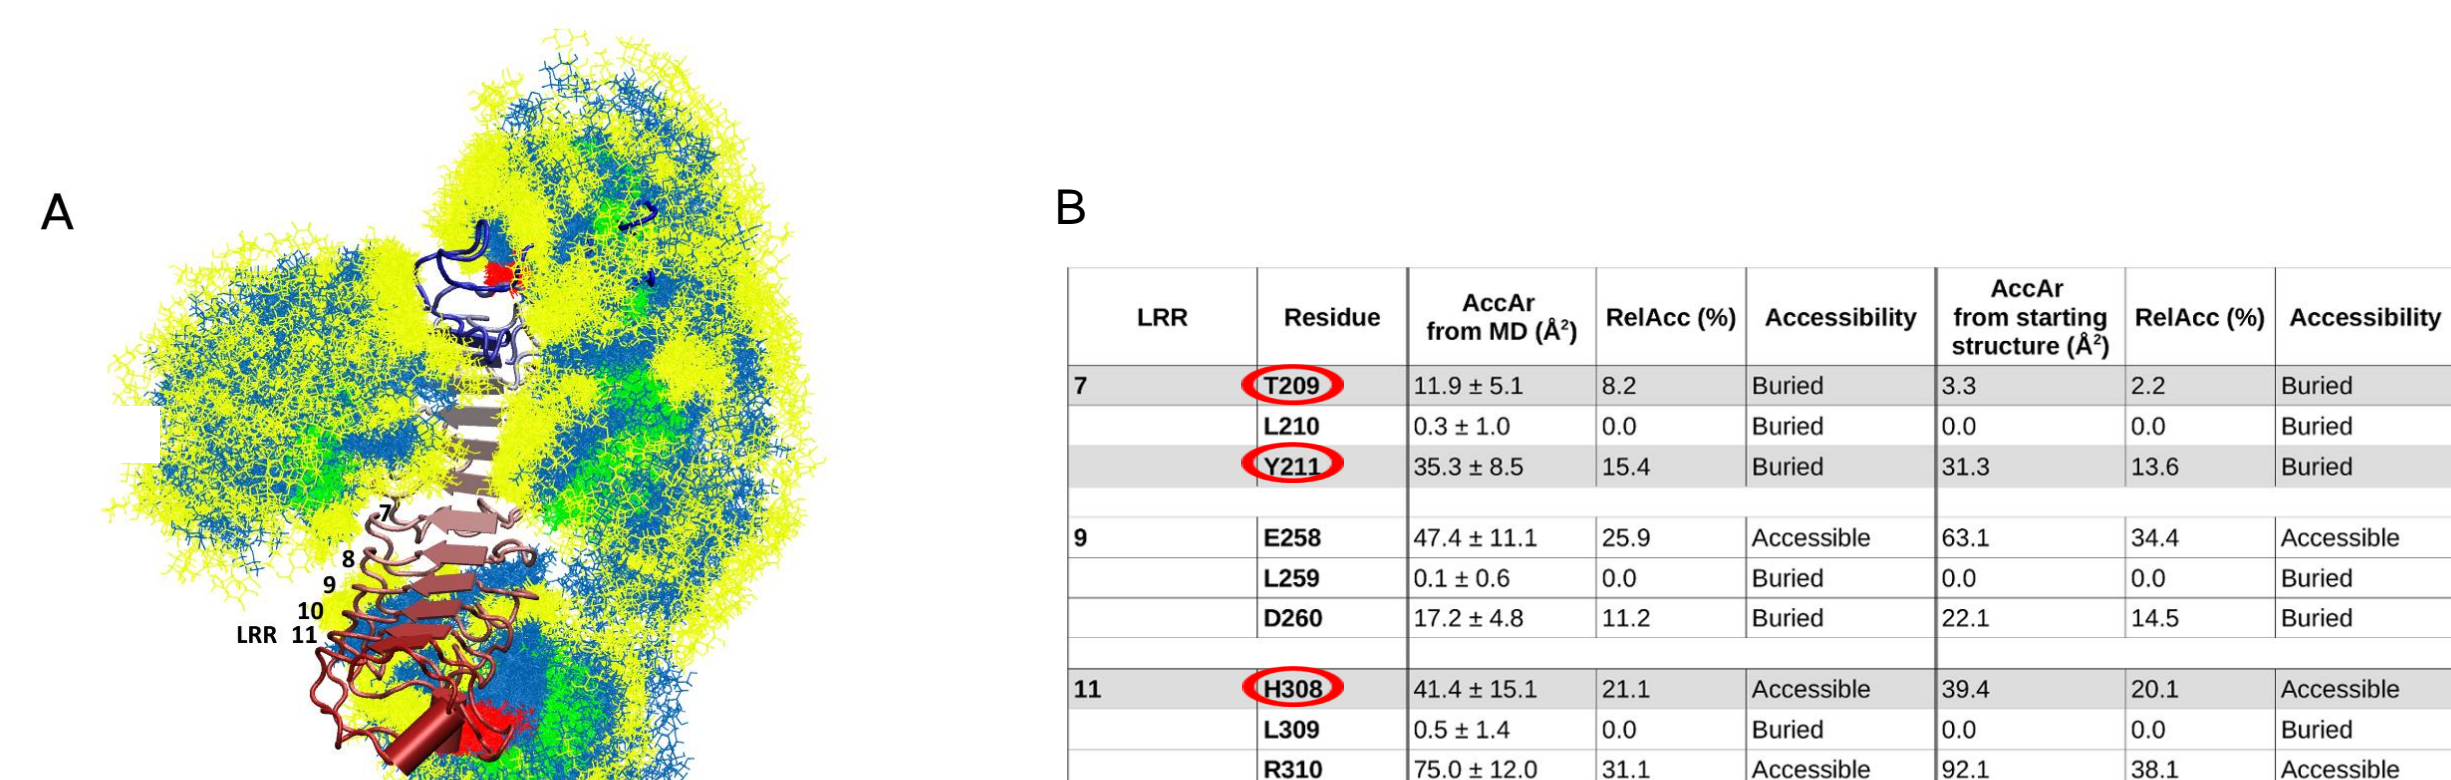 A
7
8
9
10
LRR 11
B
LRR Residue AccAr from MD (Å²) RelAcc (%) Accessibility AccAr from starting structure (Å²) RelAcc (%) Accessibility
7 T209 11.9 ± 5.1 8.2 Buried 3.3 2.2 Buried
L210 0.3 ± 1.0 0.0 Buried 0.0 0.0 Buried
Y211 35.3 ± 8.5 15.4 Buried 31.3 13.6 Buried
9 E258 47.4 ± 11.1 25.9 Accessible 63.1 34.4 Accessible
L259 0.1 ± 0.6 0.0 Buried 0.0 0.0 Buried
D260 17.2 ± 4.8 11.2 Buried 22.1 14.5 Buried
11 H308 41.4 ± 15.1 21.1 Accessible 39.4 20.1 Accessible
L309 0.5 ± 1.4 0.0 Buried 0.0 0.0 Buried
R310 75.0 ± 12.0 31.1 Accessible 92.1 38.1 Accessible